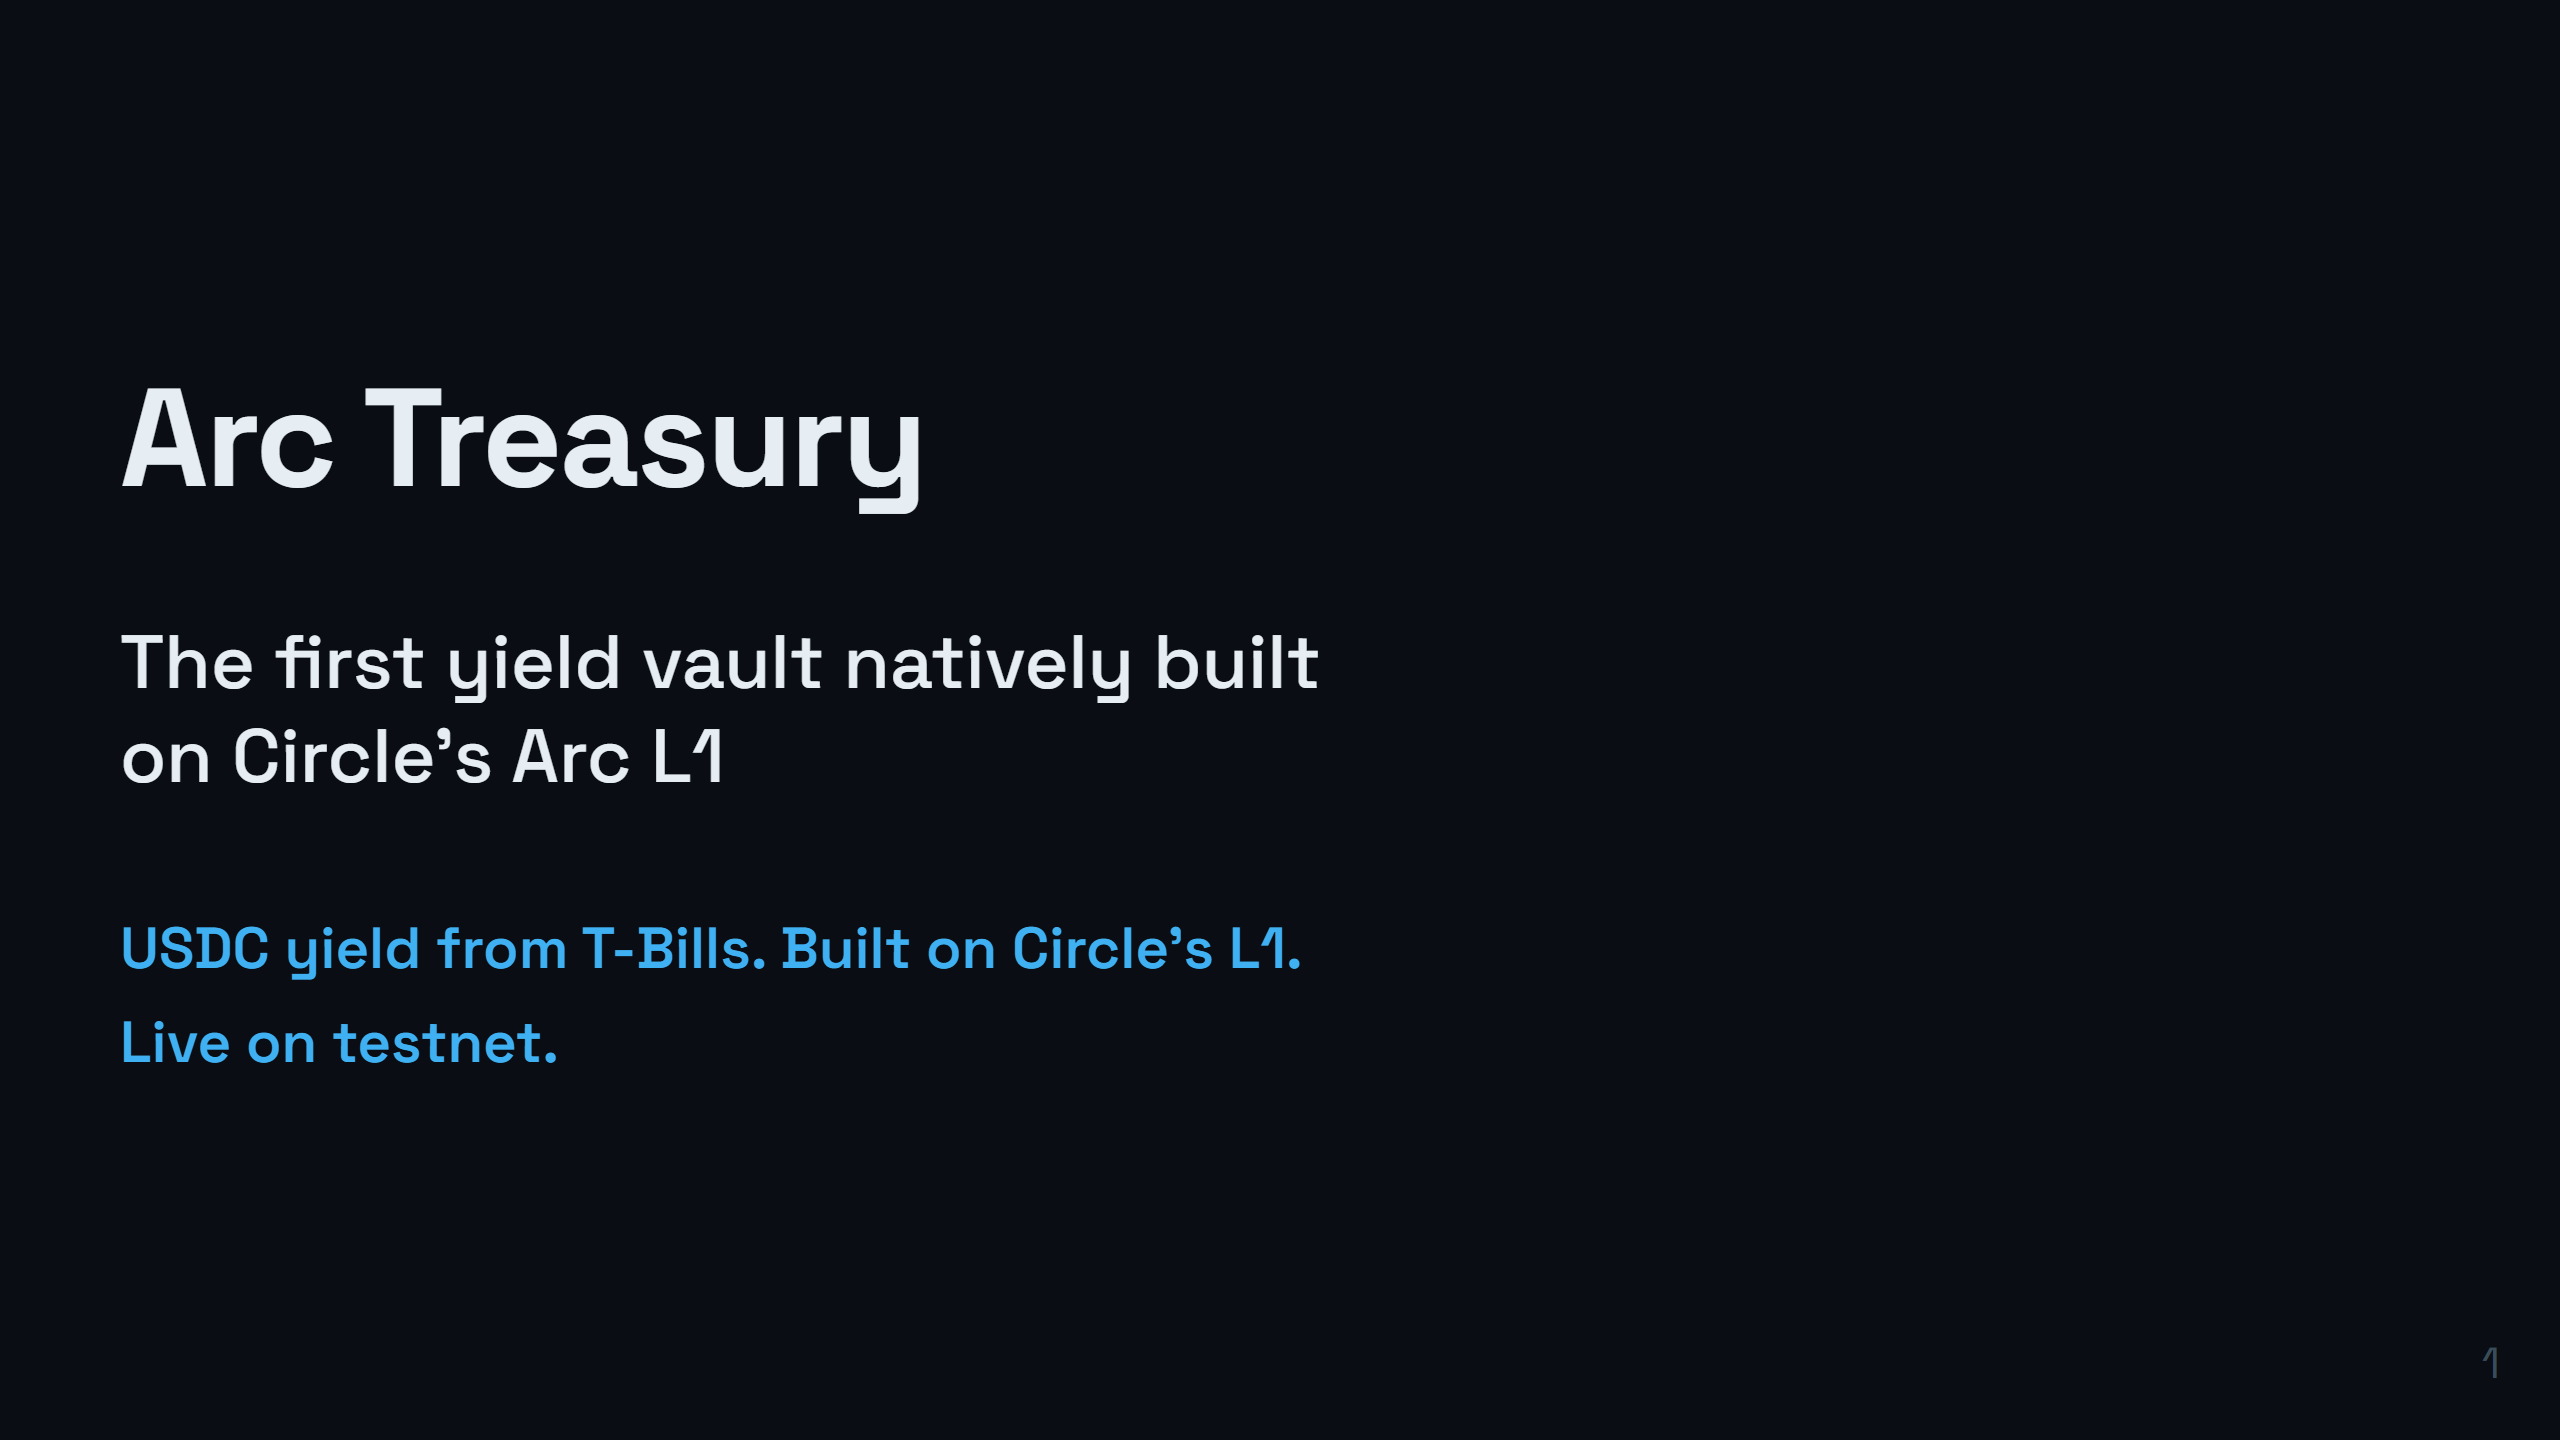 Arc Treasury
The first yield vault natively built
on Circle’s Arc L1
USDC yield from T-Bills. Built on Circle’s L1.
Live on testnet.
1